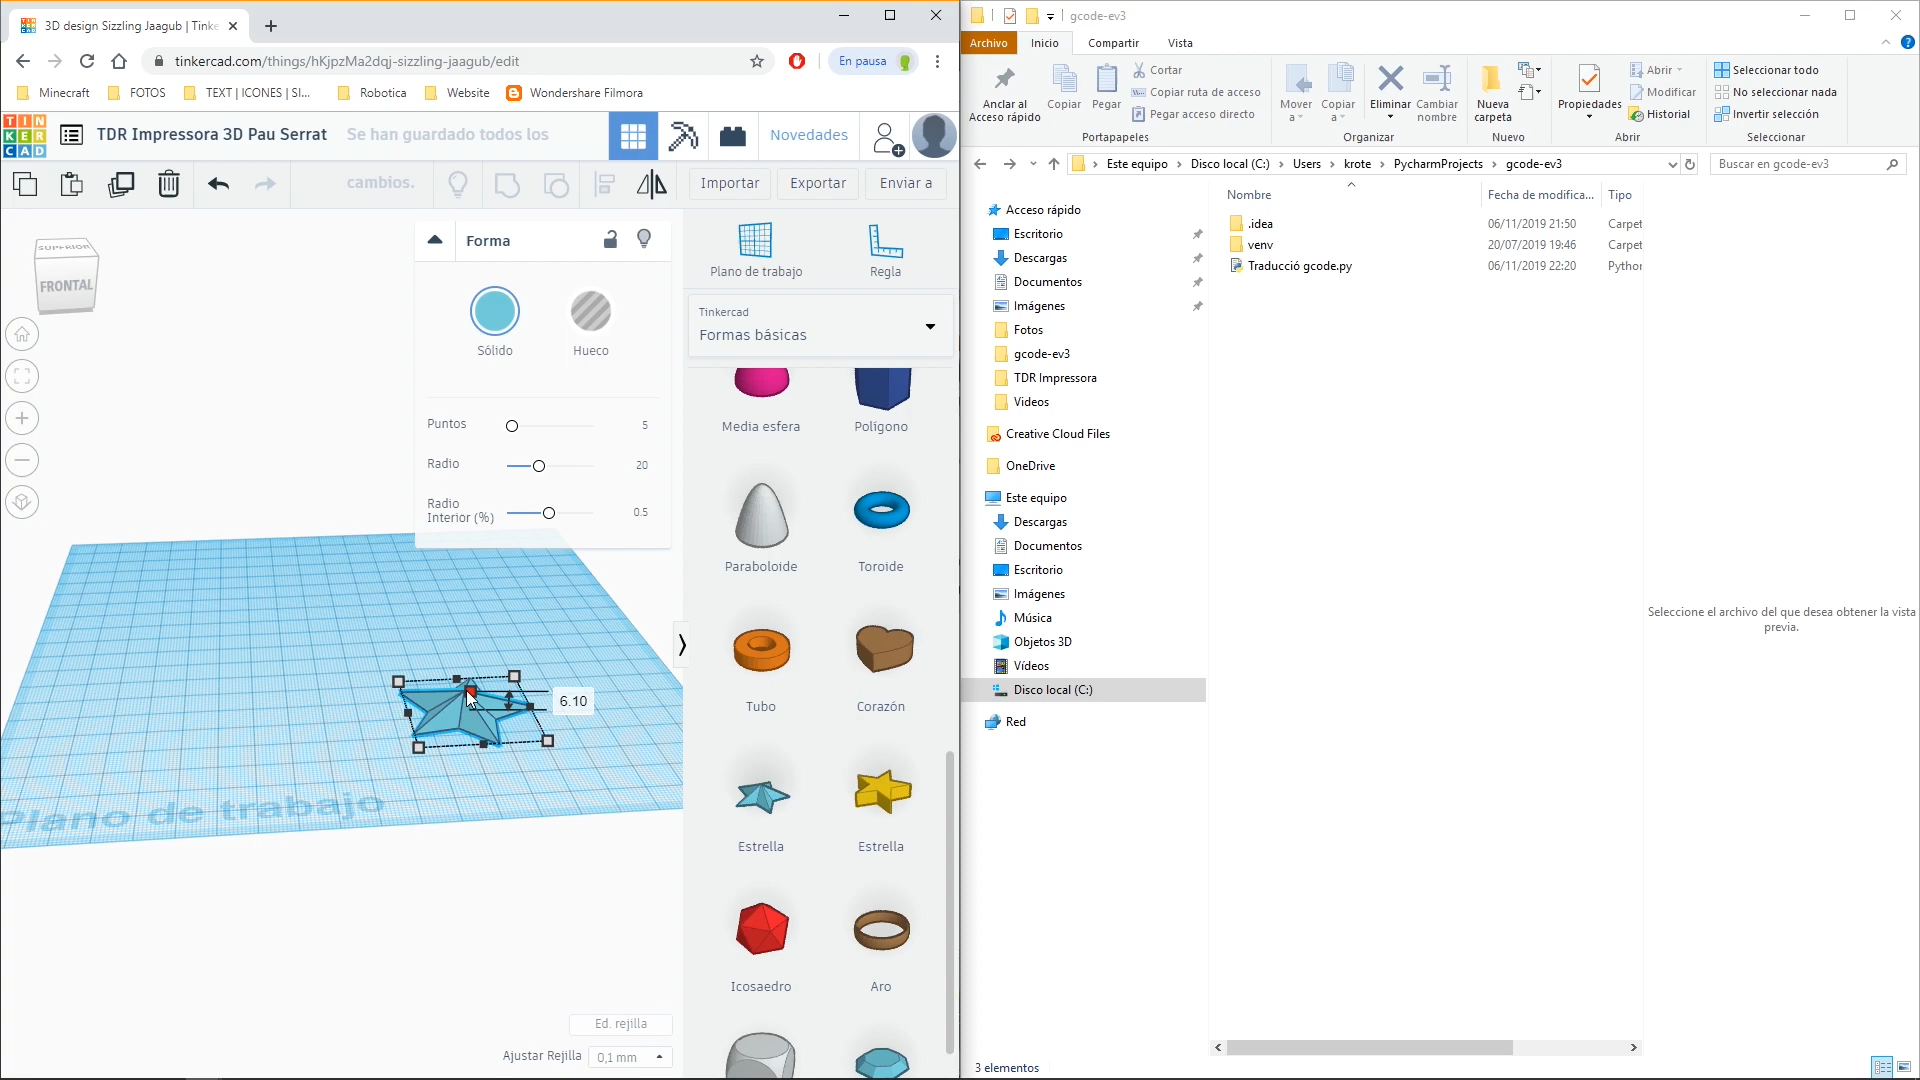 3D design Sizzling Jaagub | Tinke
tinkercad.com/things/hKjpzMa2dqj-sizzling-jaagub/edit
En pausa
Minecraft
FOTOS
TEXT | ICONES | SI...
Robotica
Website
Wondershare Filmora
TIN
KER
CAD
TDR Impressora 3D Pau Serrat
Se han guardado todos los
cambios.
Novedades
Importar
Exportar
Enviar a
SUPERIOR
FRONTAL
Forma
Sólido
Hueco
Puntos
5
Radio
20
Radio
Interior (%)
0.5
6.10
Plano de trabajo
Ed. rejilla
Ajustar Rejilla
0,1 mm
Plano de trabajo
Regla
Tinkercad
Formas básicas
Media esfera
Polígono
Paraboloide
Toroide
Tubo
Corazón
Estrella
Estrella
Icosaedro
Aro
gcode-ev3
Archivo
Inicio
Compartir
Vista
Anclar al
Acceso rápido
Copiar
Pegar
Cortar
Copiar ruta de acceso
Pegar acceso directo
Portapapeles
Mover
a
Copiar
a
Eliminar
Cambiar
nombre
Organizar
Nueva
carpeta
Nuevo
Propiedades
Abrir
Modificar
Historial
Abrir
Seleccionar todo
No seleccionar nada
Invertir selección
Seleccionar
Este equipo
Disco local (C:)
Users
krote
PycharmProjects
gcode-ev3
Buscar en gcode-ev3
Acceso rápido
Escritorio
Descargas
Documentos
Imágenes
Fotos
gcode-ev3
TDR Impressora
Videos
Creative Cloud Files
OneDrive
Este equipo
Descargas
Documentos
Escritorio
Imágenes
Música
Objetos 3D
Vídeos
Disco local (C:)
Red
Nombre
Fecha de modifica...
Tipo
.idea
06/11/2019 21:50
Carpet
venv
20/07/2019 19:46
Carpet
Traducció gcode.py
06/11/2019 22:20
Python
Seleccione el archivo del que desea obtener la vista
previa.
3 elementos